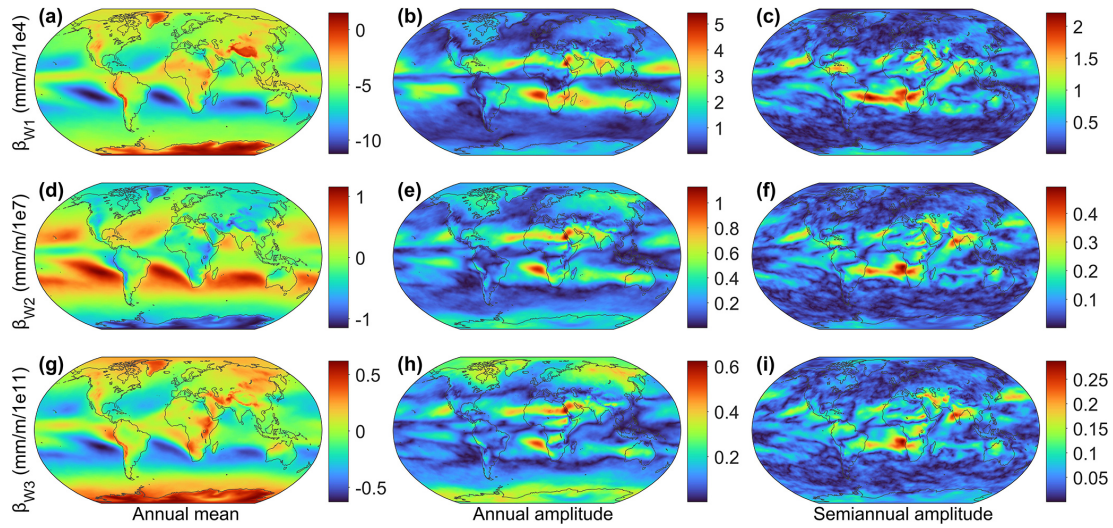 (a) (b) (c)
0 5 2
-5 4 1.5
-10 3 1
2 0.5
1
β_W1 (mm/m/1e4)
(d) (e) (f)
1 1 0.4
0 0.8 0.3
-1 0.6 0.2
0.4 0.1
0.2
β_W2 (mm/m/1e7)
(g) (h) (i)
0.5 0.6 0.25
0 0.4 0.2
-0.5 0.2 0.15
0.1
0.05
β_W3 (mm/m/1e11)
Annual mean Annual amplitude Semiannual amplitude